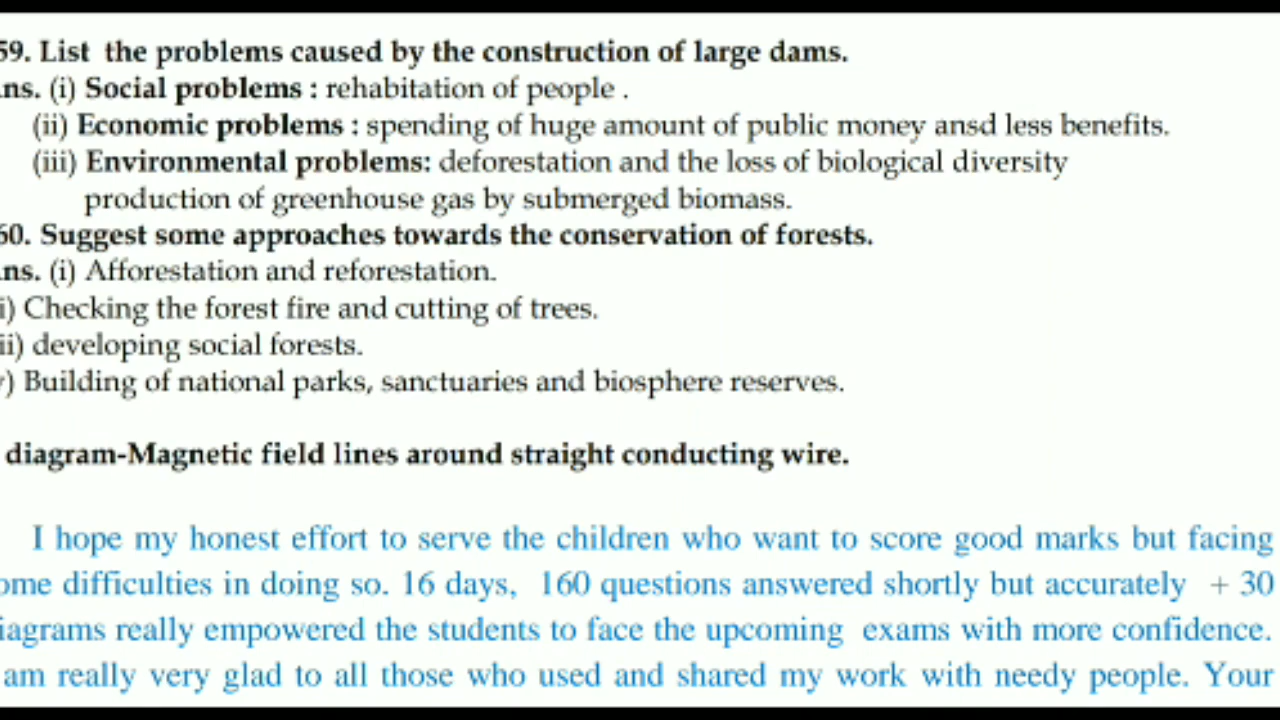 59. List the problems caused by the construction of large dams.
ns. (i) Social problems : rehabitation of people .
(ii) Economic problems : spending of huge amount of public money ansd less benefits.
(iii) Environmental problems: deforestation and the loss of biological diversity
production of greenhouse gas by submerged biomass.
60. Suggest some approaches towards the conservation of forests.
ns. (i) Afforestation and reforestation.
i) Checking the forest fire and cutting of trees.
ii) developing social forests.
) Building of national parks, sanctuaries and biosphere reserves.
diagram-Magnetic field lines around straight conducting wire.
I hope my honest effort to serve the children who want to score good marks but facing
ome difficulties in doing so. 16 days, 160 questions answered shortly but accurately + 30
iagrams really empowered the students to face the upcoming exams with more confidence.
am really very glad to all those who used and shared my work with needy people. Your